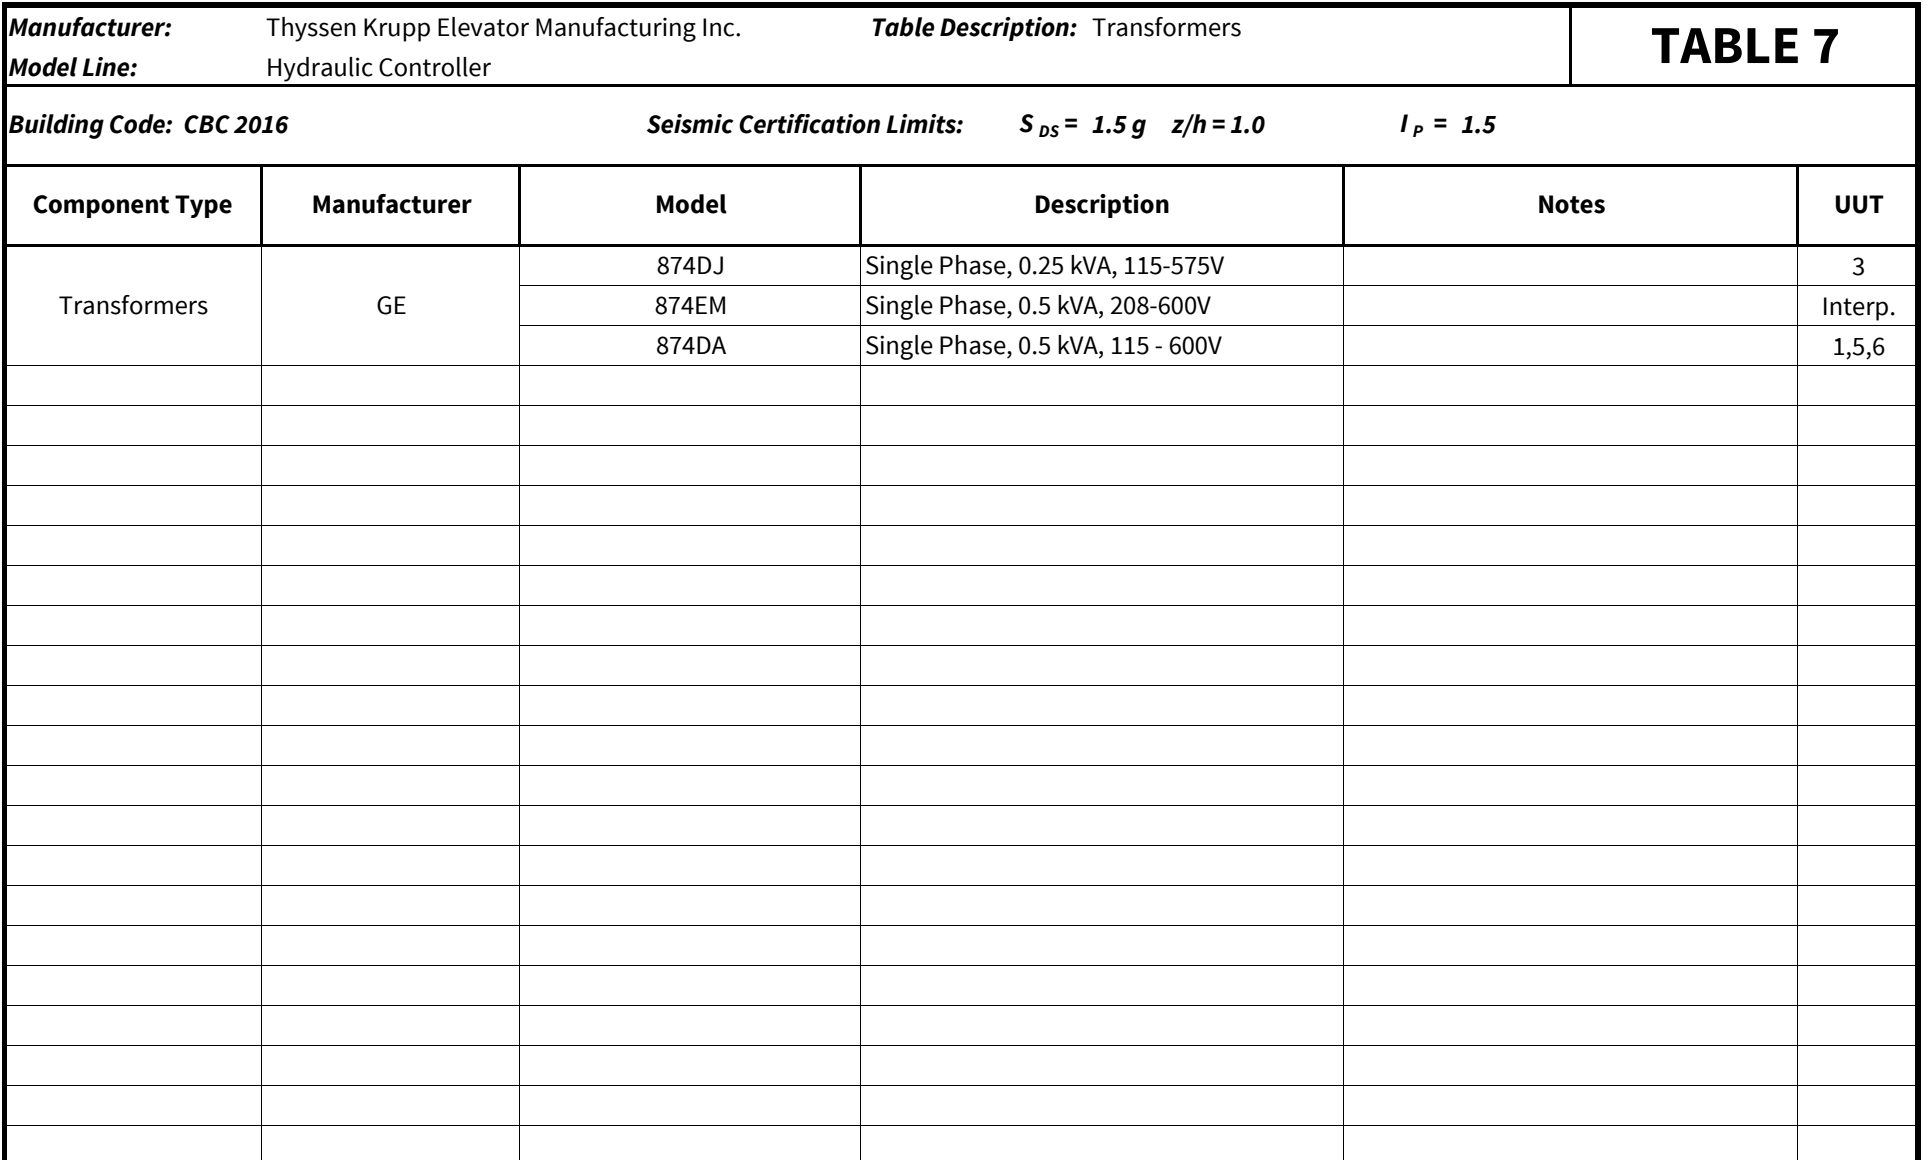 Manufacturer: Thyssen Krupp Elevator Manufacturing Inc. Table Description: Transformers TABLE 7
Model Line: Hydraulic Controller
Building Code: CBC 2016 Seismic Certification Limits: S DS = 1.5 g z/h = 1.0 I P = 1.5
Component Type Manufacturer Model Description Notes UUT
874DJ Single Phase, 0.25 kVA, 115-575V 3
Transformers GE 874EM Single Phase, 0.5 kVA, 208-600V Interp.
874DA Single Phase, 0.5 kVA, 115 - 600V 1,5,6